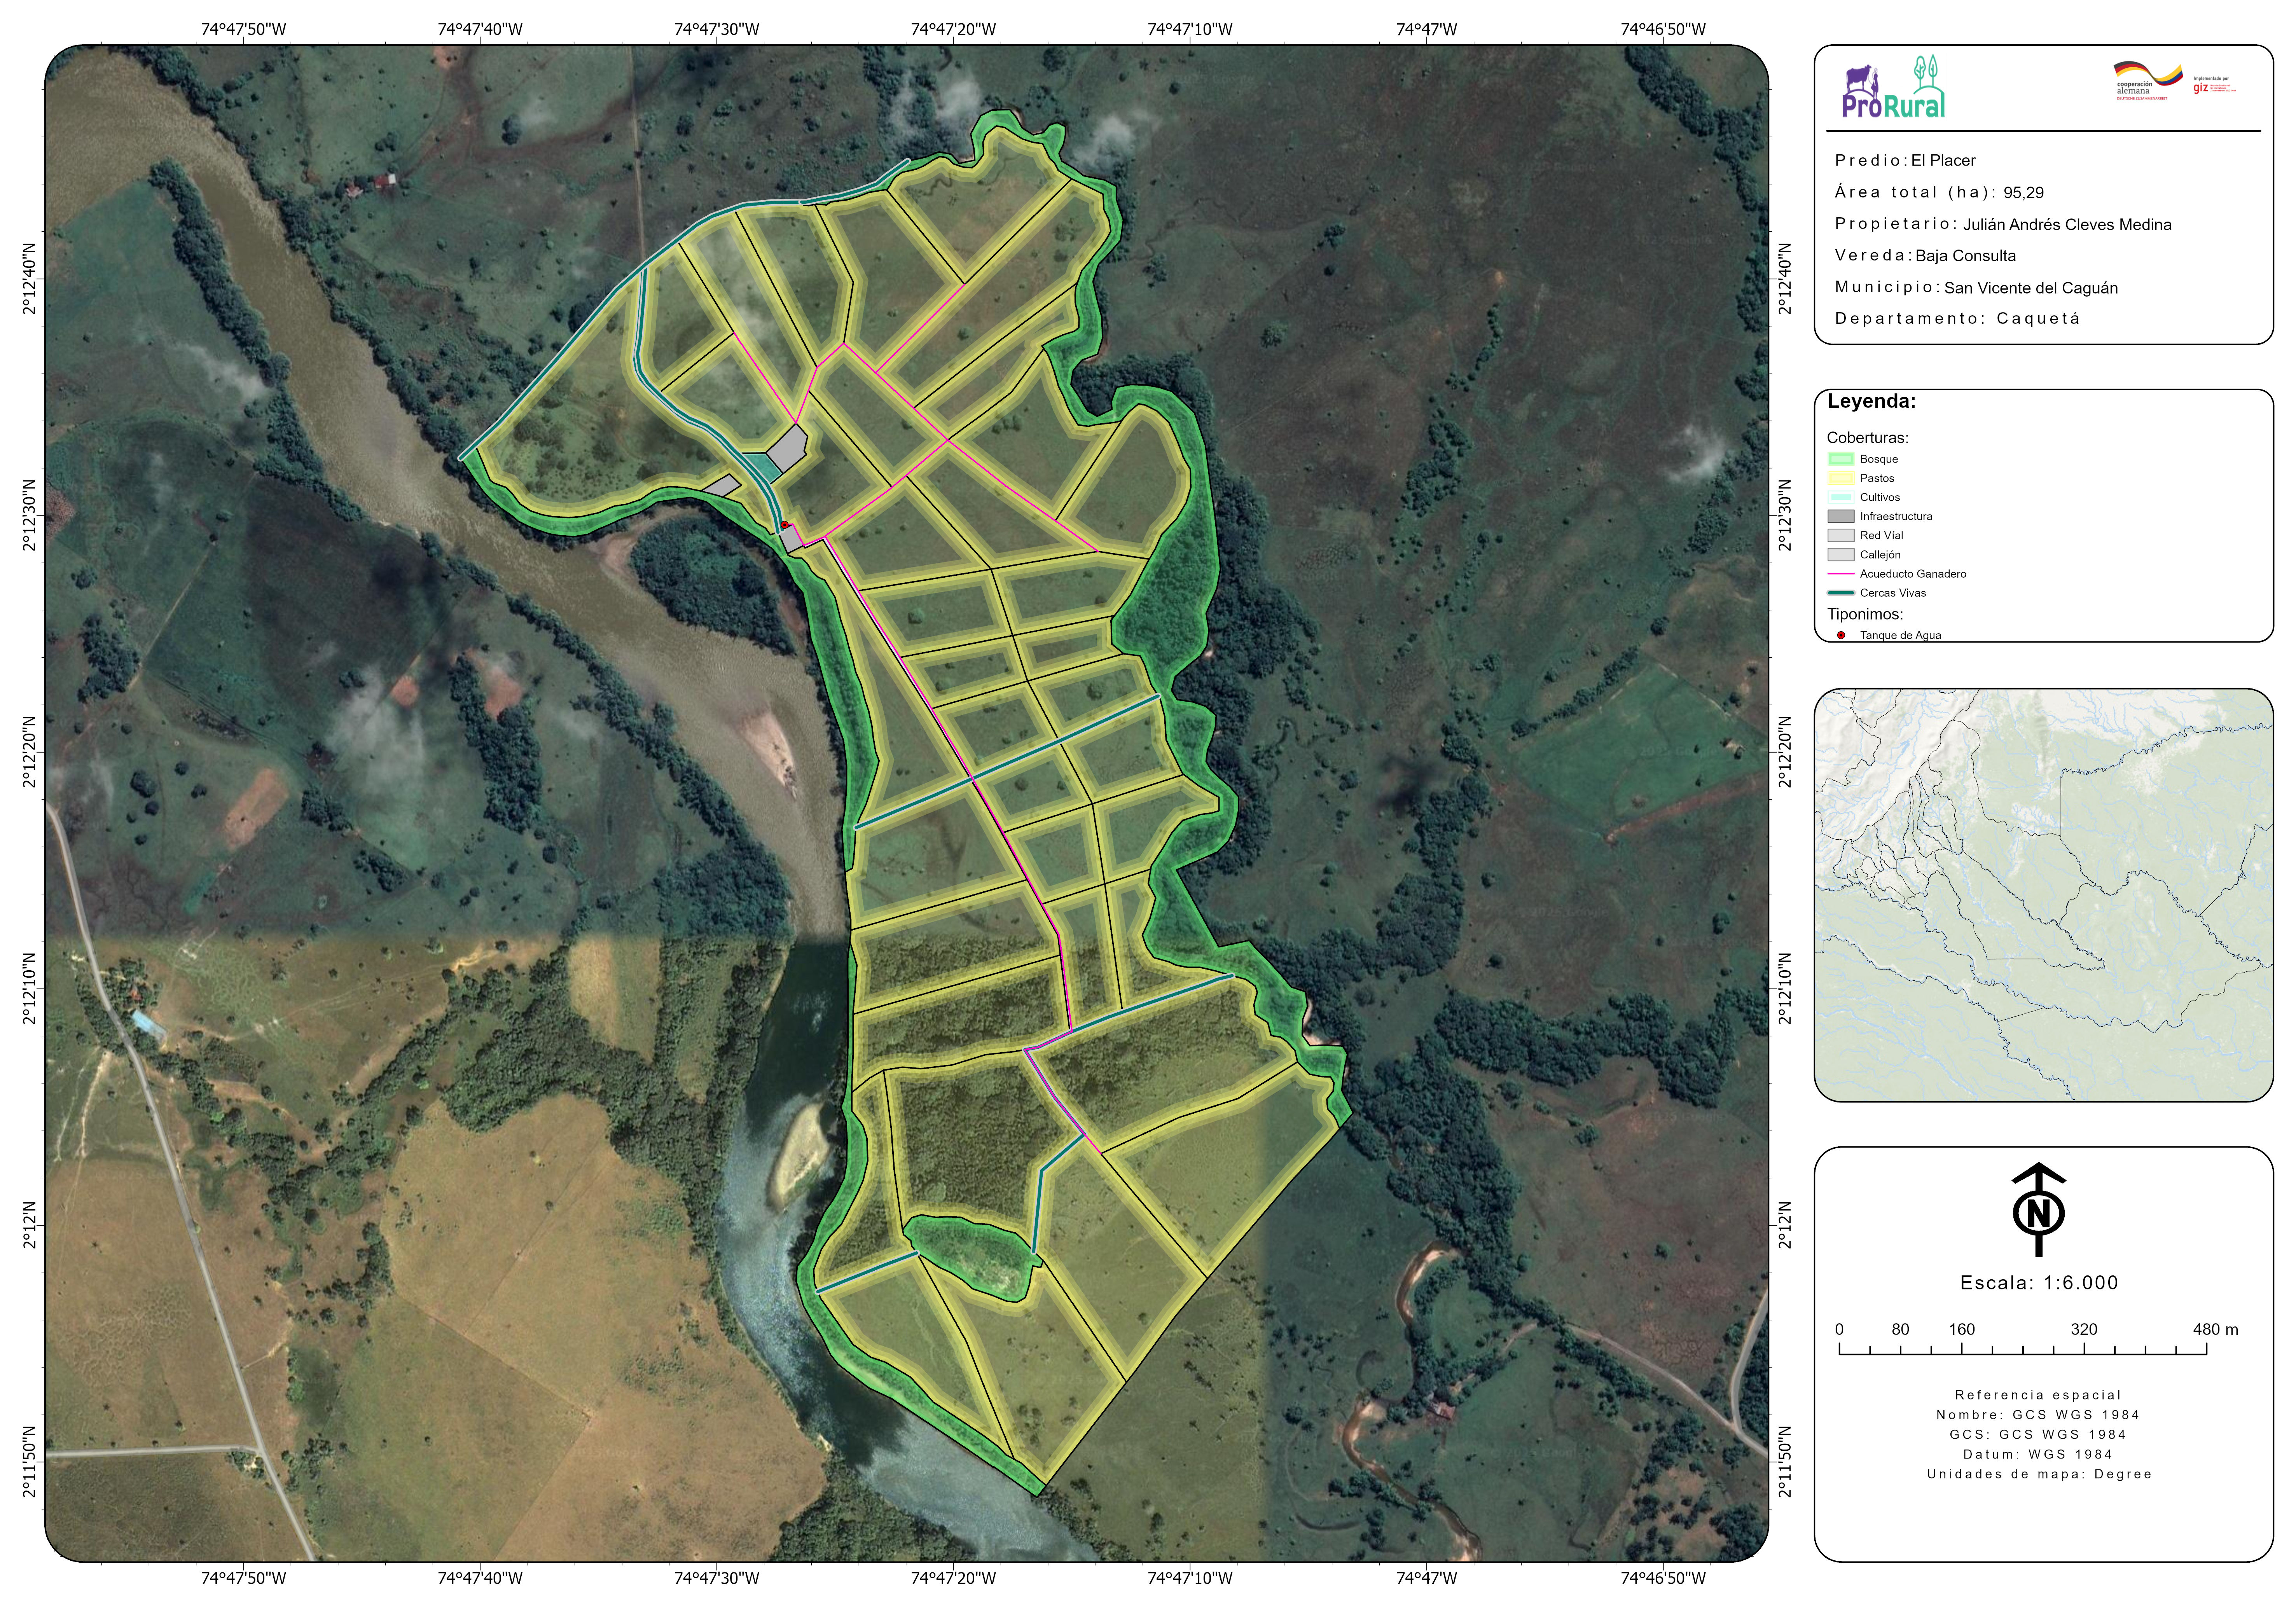 74°47'50"W 74°47'40"W 74°47'30"W 74°47'20"W 74°47'10"W 74°47'W 74°46'50"W
2°12'40"N 2°12'40"N
2°12'30"N 2°12'30"N
2°12'20"N 2°12'20"N
2°12'10"N 2°12'10"N
2°12'N 2°12'N
2°11'50"N 2°11'50"N
74°47'50"W 74°47'40"W 74°47'30"W 74°47'20"W 74°47'10"W 74°47'W 74°46'50"W
ProRural
cooperación
alemana
DEUTSCHE ZUSAMMENARBEIT
Implementada por
giz
Predio: El Placer
Área total (ha): 95,29
Propietario: Julián Andrés Cleves Medina
Vereda: Baja Consulta
Municipio: San Vicente del Caguán
Departamento: Caquetá
Leyenda:
Coberturas:
Bosque
Pastos
Cultivos
Infraestructura
Red Víal
Callejón
Acueducto Ganadero
Cercas Vivas
Tiponimos:
Tanque de Agua
N
Escala: 1:6.000
0 80 160 320 480 m
Referencia espacial
Nombre: GCS WGS 1984
GCS: GCS WGS 1984
Datum: WGS 1984
Unidades de mapa: Degree